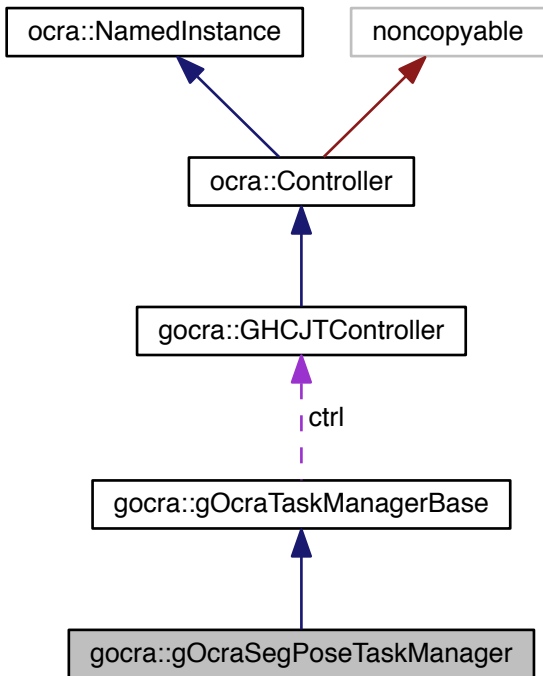 ocra::NamedInstance
noncopyable
ocra::Controller
gocra::GHCJTController
ctrl
gocra::gOcraTaskManagerBase
gocra::gOcraSegPoseTaskManager